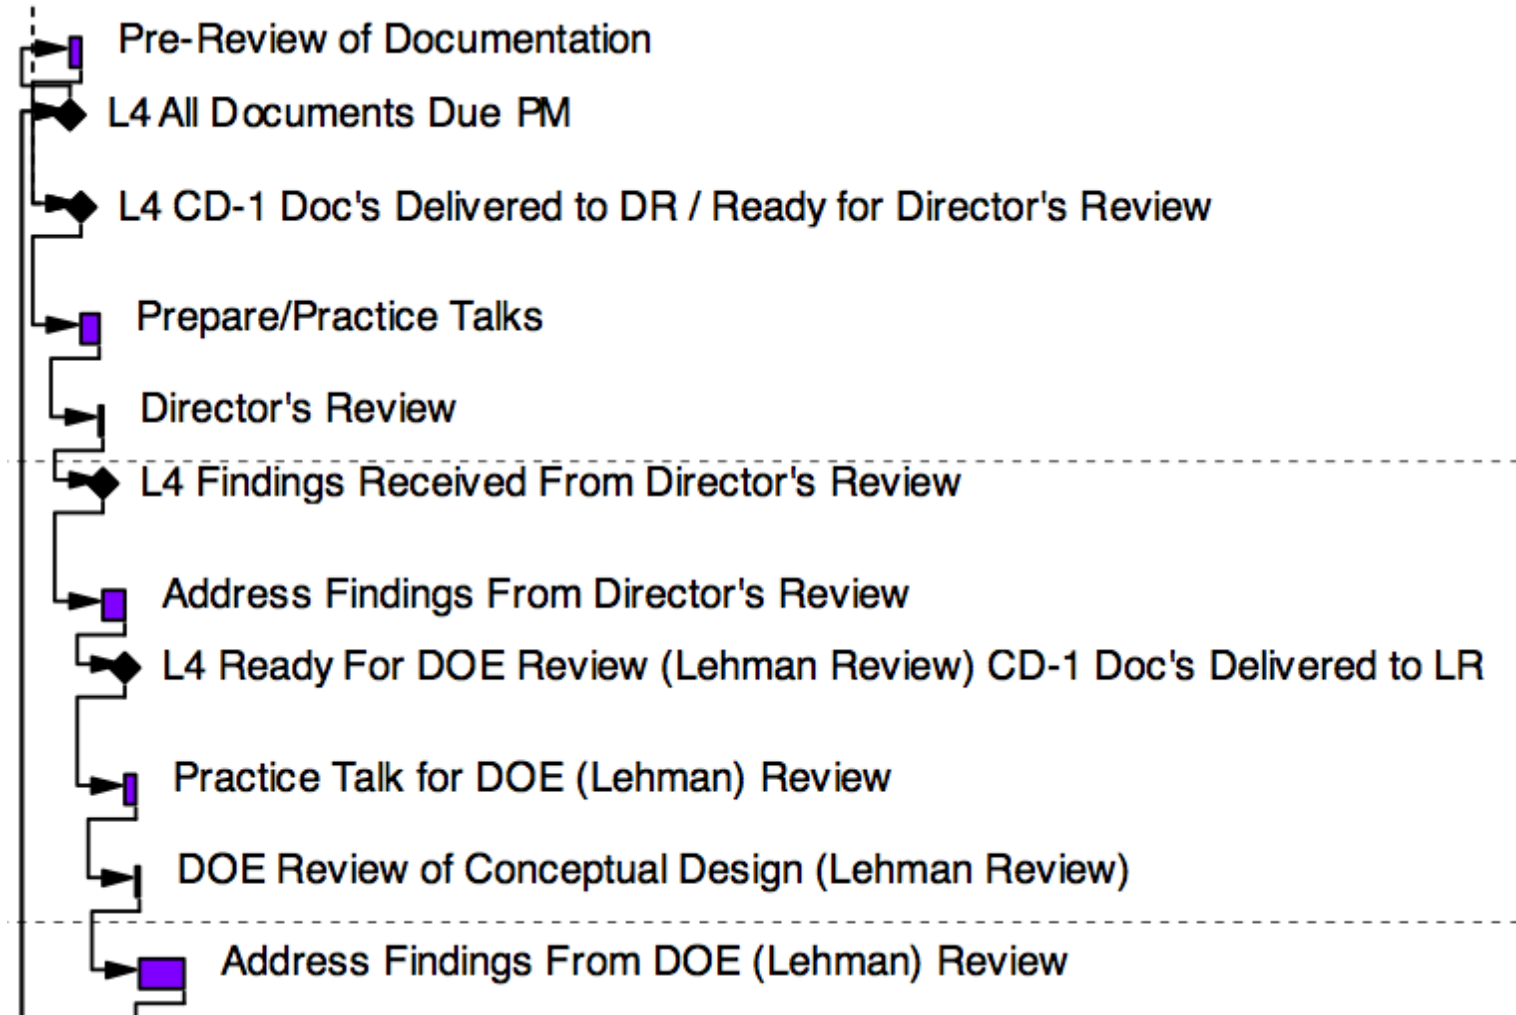 Pre-Review of Documentation
L4 All Documents Due PM
L4 CD-1 Doc's Delivered to DR / Ready for Director's Review
Prepare/Practice Talks
Director's Review
L4 Findings Received From Director's Review
Address Findings From Director's Review
L4 Ready For DOE Review (Lehman Review) CD-1 Doc's Delivered to LR
Practice Talk for DOE (Lehman) Review
DOE Review of Conceptual Design (Lehman Review)
Address Findings From DOE (Lehman) Review